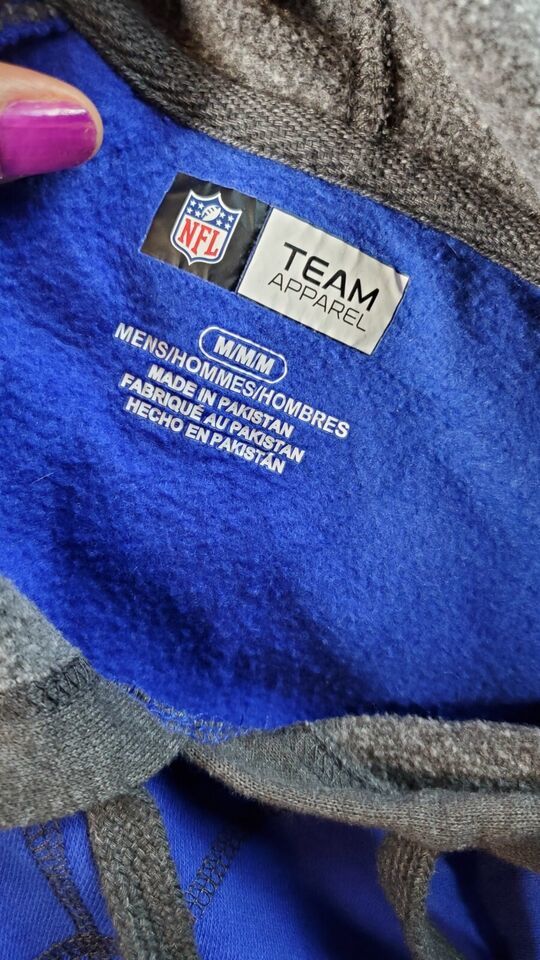 NFL
TEAM
APPAREL
M/M/M
MENS/HOMMES/HOMBRES
MADE IN PAKISTAN
FABRIQUÉ AU PAKISTAN
HECHO EN PAKISTÁN